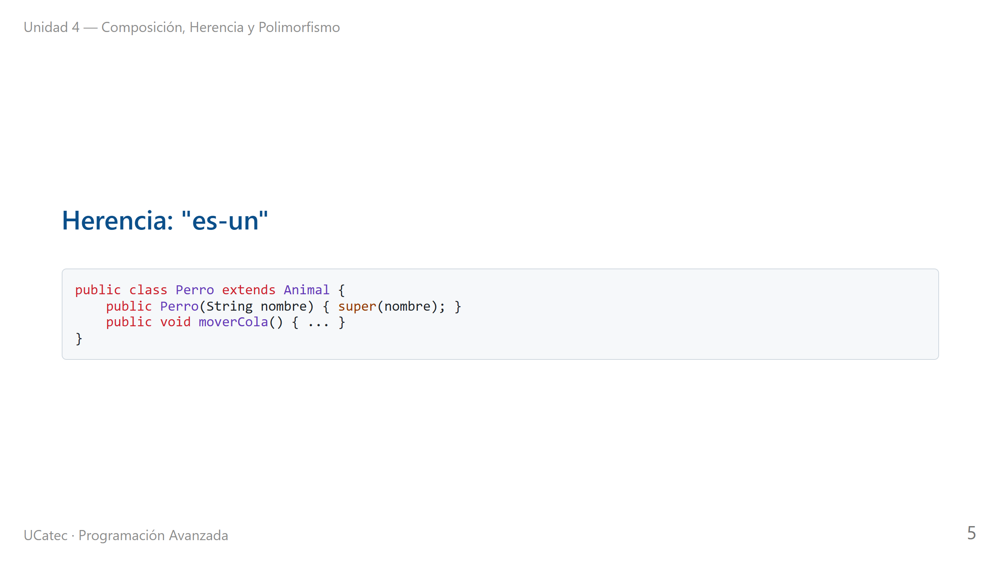 Unidad 4 — Composición, Herencia y Polimorfismo
Herencia: "es-un"
public class Perro extends Animal {
    public Perro(String nombre) { super(nombre); }
    public void moverCola() { ... }
}
UCatec · Programación Avanzada
5